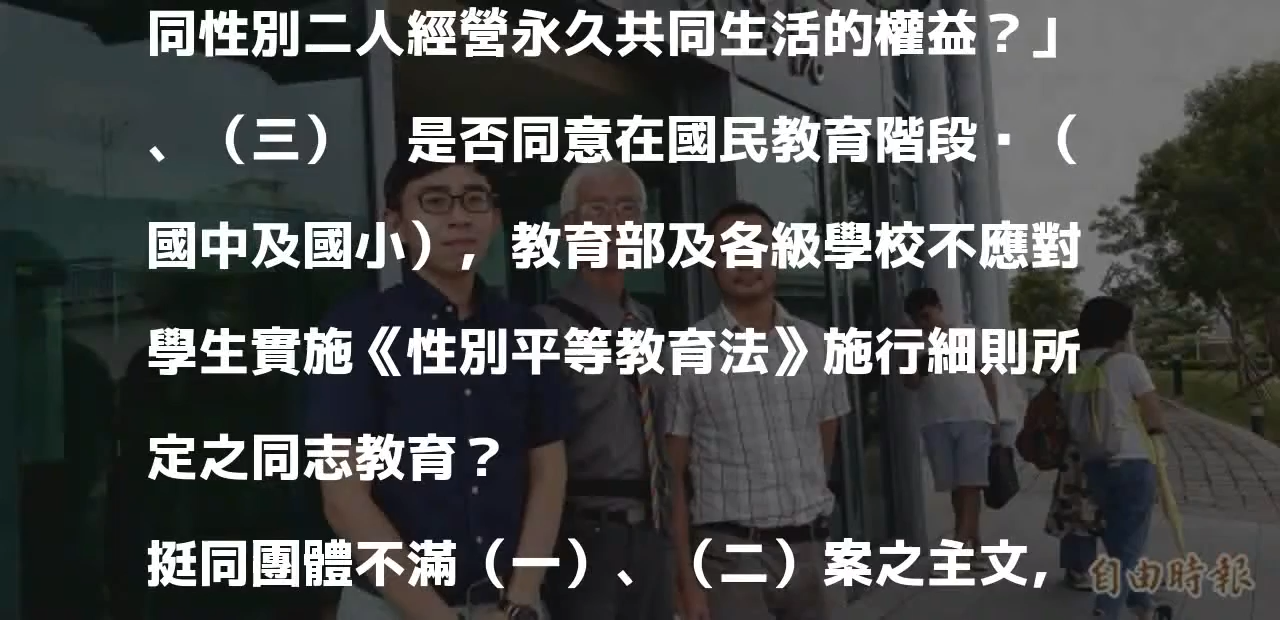 同性別二人經營永久共同生活的權益？」
、（三）　是否同意在國民教育階段‧（
國中及國小），教育部及各級學校不應對
學生實施《性別平等教育法》施行細則所
定之同志教育？
挺同團體不滿（一）、（二）案之主文，
自由時報